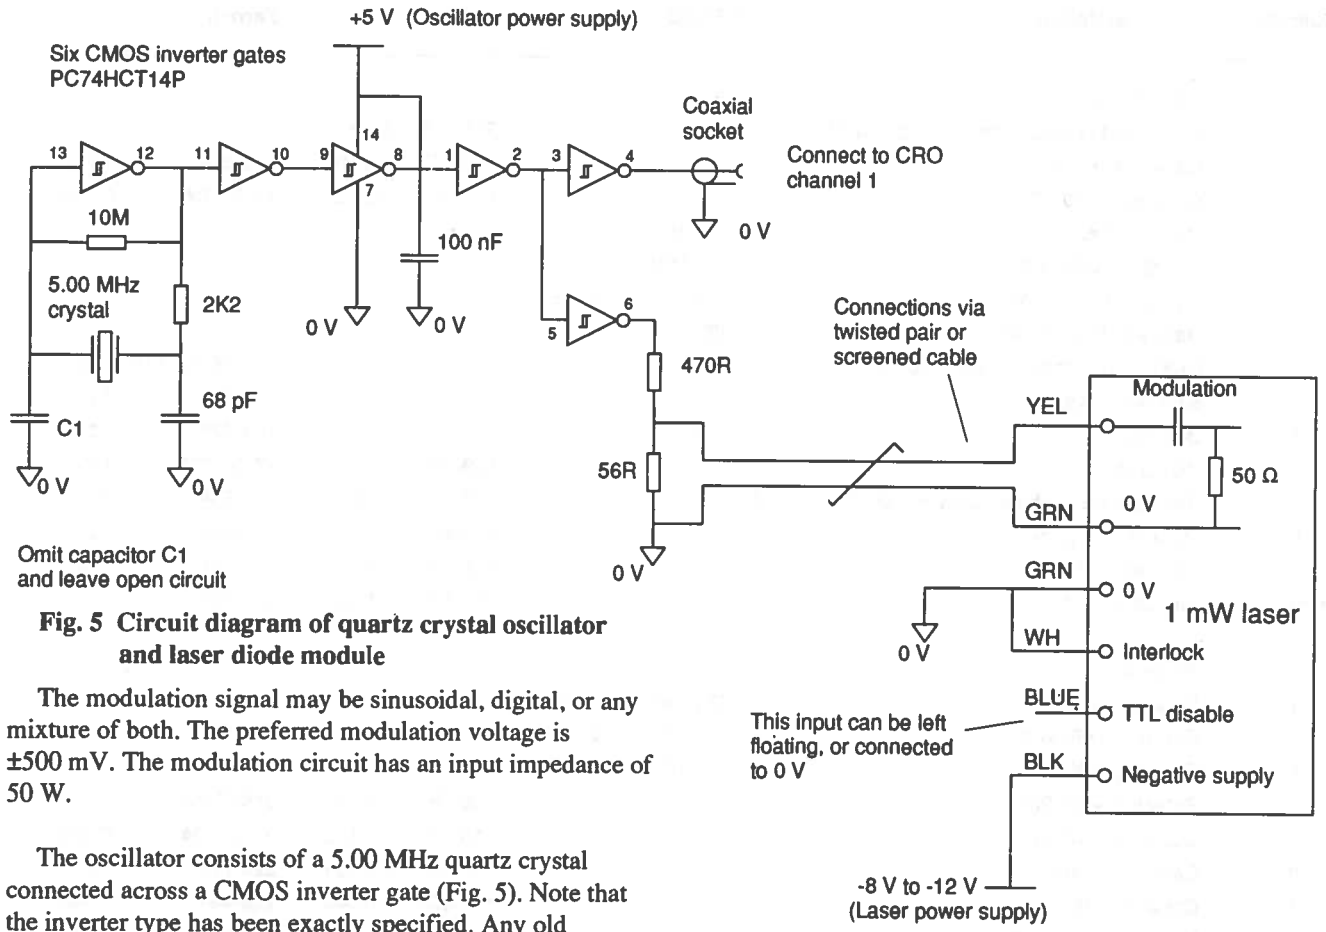 +5 V (Oscillator power supply)
Six CMOS inverter gates
PC74HCT14P
14
13 12 11 10 9 8 1 2 3 4
7
Coaxial
socket
Connect to CRO
channel 1
0 V
10M
100 nF
5.00 MHz
crystal
2K2
0 V
0 V
5
6
470R
Connections via
twisted pair or
screened cable
68 pF
C1
0 V
0 V
56R
0 V
YEL
Modulation
50 Ω
0 V
GRN
GRN
0 V
1 mW laser
0 V
WH
Interlock
BLUE
TTL disable
This input can be left
floating, or connected
to 0 V
BLK
Negative supply
-8 V to -12 V
(Laser power supply)
Omit capacitor C1
and leave open circuit
Fig. 5 Circuit diagram of quartz crystal oscillator
and laser diode module
The modulation signal may be sinusoidal, digital, or any
mixture of both. The preferred modulation voltage is
±500 mV. The modulation circuit has an input impedance of
50 W.
The oscillator consists of a 5.00 MHz quartz crystal
connected across a CMOS inverter gate (Fig. 5). Note that
the inverter type has been exactly specified. Any old